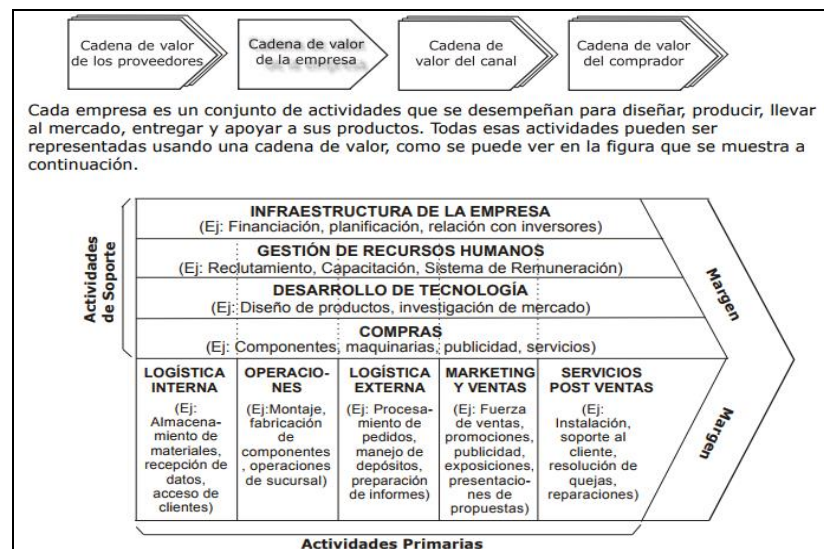 Cadena de valor
de los proveedores
Cadena de valor
de la empresa
Cadena de
valor del canal
Cadena de valor
del comprador
Cada empresa es un conjunto de actividades que se desempeñan para diseñar, producir, llevar
al mercado, entregar y apoyar a sus productos. Todas esas actividades pueden ser
representadas usando una cadena de valor, como se puede ver en la figura que se muestra a
continuación.
Actividades
de Soporte
INFRAESTRUCTURA DE LA EMPRESA
(Ej: Financiación, planificación, relación con inversores)
GESTIÓN DE RECURSOS HUMANOS
(Ej: Reclutamiento, Capacitación, Sistema de Remuneración)
DESARROLLO DE TECNOLOGÍA
(Ej: Diseño de productos, investigación de mercado)
COMPRAS
(Ej: Componentes, maquinarias, publicidad, servicios)
Margen
LOGÍSTICA
INTERNA
(Ej:
Almacena-
miento de
materiales,
recepción de
datos,
acceso de
clientes)
OPERACIO-
NES
(Ej:Montaje,
fabricación
de
componentes
, operaciones
de sucursal)
LOGÍSTICA
EXTERNA
(Ej: Procesa-
miento de
pedidos,
manejo de
depósitos,
preparación
de informes)
MARKETING
Y VENTAS
(Ej: Fuerza
de ventas,
promociones,
publicidad,
exposiciones,
presentacio-
nes de
propuestas)
SERVICIOS
POST VENTAS
(Ej:
Instalación,
soporte al
cliente,
resolución de
quejas,
reparaciones)
Margen
Actividades Primarias